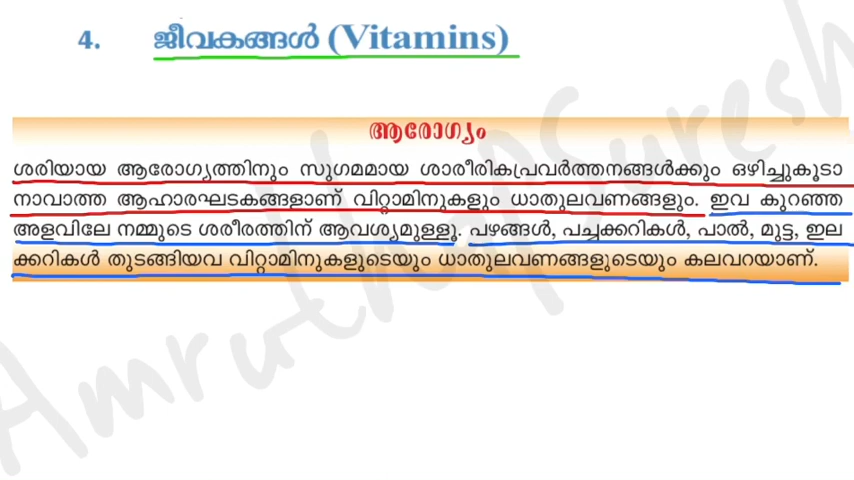 4. ജീവകങ്ങൾ (Vitamins)
ആരോഗ്യം
ശരിയായ ആരോഗ്യത്തിനും സുഗമമായ ശാരീരികപ്രവർത്തനങ്ങൾക്കും ഒഴിച്ചുകൂടാ
നാവാത്ത ആഹാരഘടകങ്ങളാണ് വിറ്റാമിനുകളും ധാതുലവണങ്ങളും. ഇവ കുറഞ്ഞ
അളവിലേ നമ്മുടെ ശരീരത്തിന് ആവശ്യമുള്ളൂ. പഴങ്ങൾ, പച്ചക്കറികൾ, പാൽ, മുട്ട, ഇല
ക്കറികൾ തുടങ്ങിയവ വിറ്റാമിനുകളുടെയും ധാതുലവണങ്ങളുടെയും കലവറയാണ്.
Amruthap Suresh